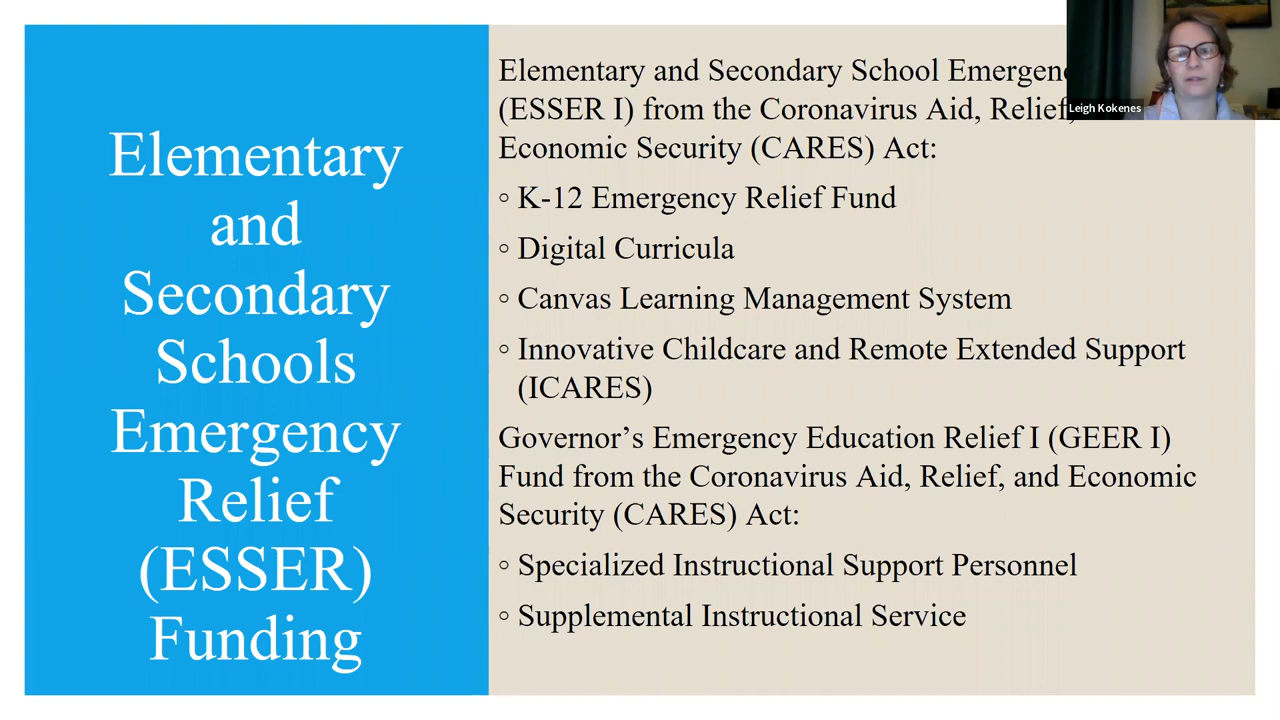 Elementary
and
Secondary
Schools
Emergency
Relief
(ESSER)
Funding
Elementary and Secondary School
(ESSER I) from the Coronavirus Aid, Relief,
Economic Security (CARES) Act:
◦ K-12 Emergency Relief Fund
◦ Digital Curricula
◦ Canvas Learning Management System
◦ Innovative Childcare and Remote Extended Support
(ICARES)
Governor’s Emergency Education Relief I (GEER I)
Fund from the Coronavirus Aid, Relief, and Economic
Security (CARES) Act:
◦ Specialized Instructional Support Personnel
◦ Supplemental Instructional Service
Leigh Kokenes